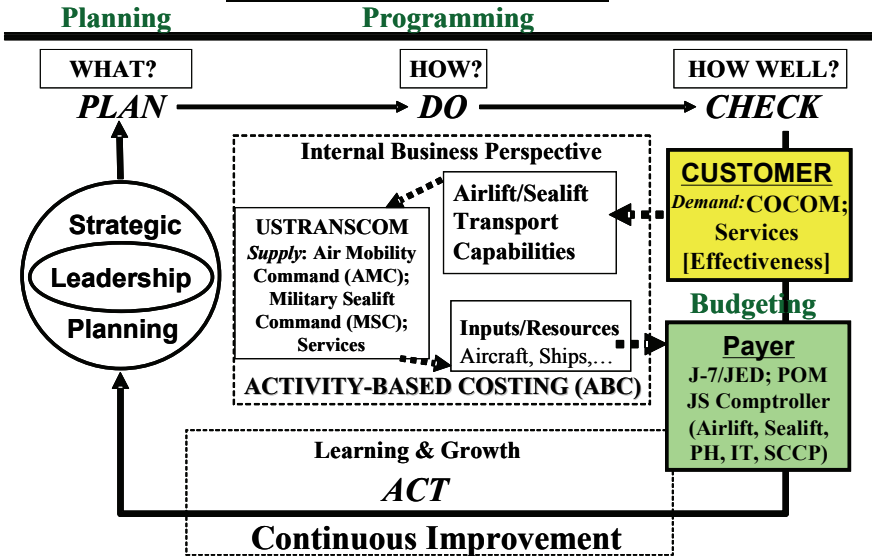 Planning
Programming
WHAT?
HOW?
HOW WELL?
PLAN
DO
CHECK
Internal Business Perspective
CUSTOMER
Demand: COCOM;
Services
[Effectiveness]
Airlift/Sealift
Transport
Capabilities
USTRANSCOM
Supply: Air Mobility
Command (AMC);
Military Sealift
Command (MSC);
Services
Strategic
Leadership
Planning
Inputs/Resources
Aircraft, Ships,…
ACTIVITY-BASED COSTING (ABC)
Budgeting
Payer
J-7/JED; POM
JS Comptroller
(Airlift, Sealift,
PH, IT, SCCP)
Learning & Growth
ACT
Continuous Improvement